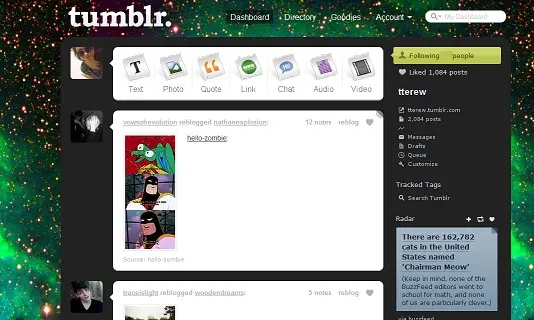 tumblr.
Dashboard Directory Goodies Account My Dashboard
Text Photo Quote Link Chat Audio Video
vowsofrevolution reblogged nathanexplosion: 12 notes reblog
hello-zombie:
Source: hello-zombie
traceislight reblogged woodendreams: 5 notes reblog
Following people
Liked 1,084 posts
tterew
tterew.tumblr.com
2,084 posts
Messages
Drafts
Queue
Customize
Tracked Tags
Search Tumblr
Radar
There are 162,782
cats in the United
States named
'Chairman Meow'
(Keep in mind, none of the
BuzzFeed editors went to
school for math, and none
of us are particularly clever.)
via buzzfeed